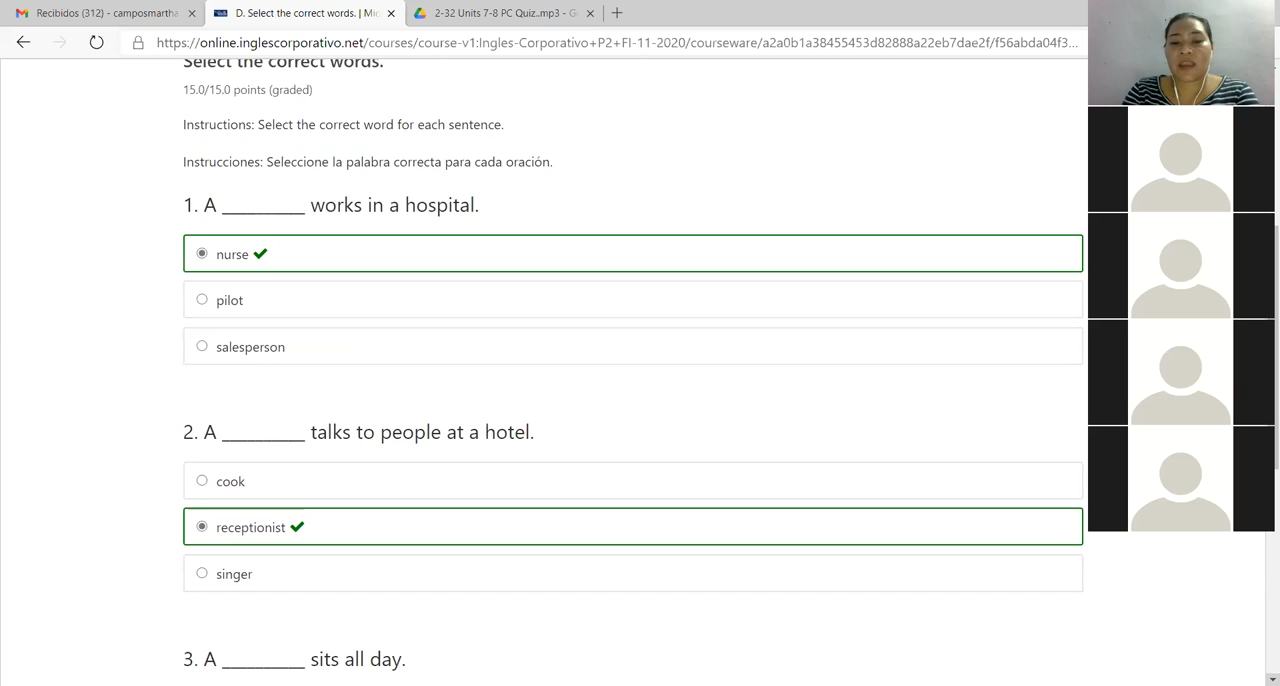 Recibidos (312) - camposmartha
D. Select the correct words. | Mi
2-32 Units 7-8 PC Quiz..mp3 - G
https://online.inglescorporativo.net/courses/course-v1:Ingles-Corporativo+P2+FI-11-2020/courseware/a2a0b1a38455453d82888a22eb7dae2f/f56abda04f3...
Select the correct words.
15.0/15.0 points (graded)
Instructions: Select the correct word for each sentence.
Instrucciones: Seleccione la palabra correcta para cada oración.
1. A __________ works in a hospital.
nurse
pilot
salesperson
2. A __________ talks to people at a hotel.
cook
receptionist
singer
3. A __________ sits all day.